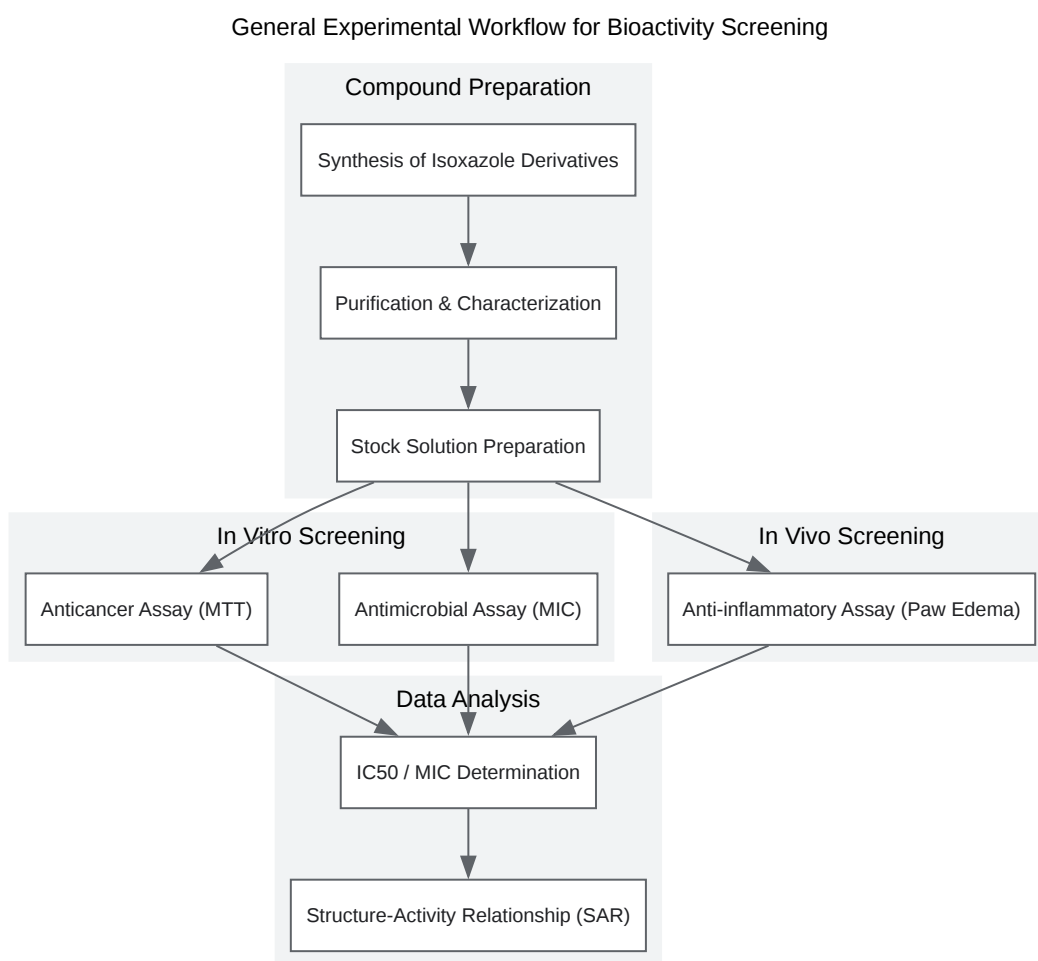 General Experimental Workflow for Bioactivity Screening
Compound Preparation
Synthesis of Isoxazole Derivatives
Purification & Characterization
Stock Solution Preparation
In Vitro Screening
In Vivo Screening
Anticancer Assay (MTT)
Antimicrobial Assay (MIC)
Anti-inflammatory Assay (Paw Edema)
Data Analysis
IC50 / MIC Determination
Structure-Activity Relationship (SAR)